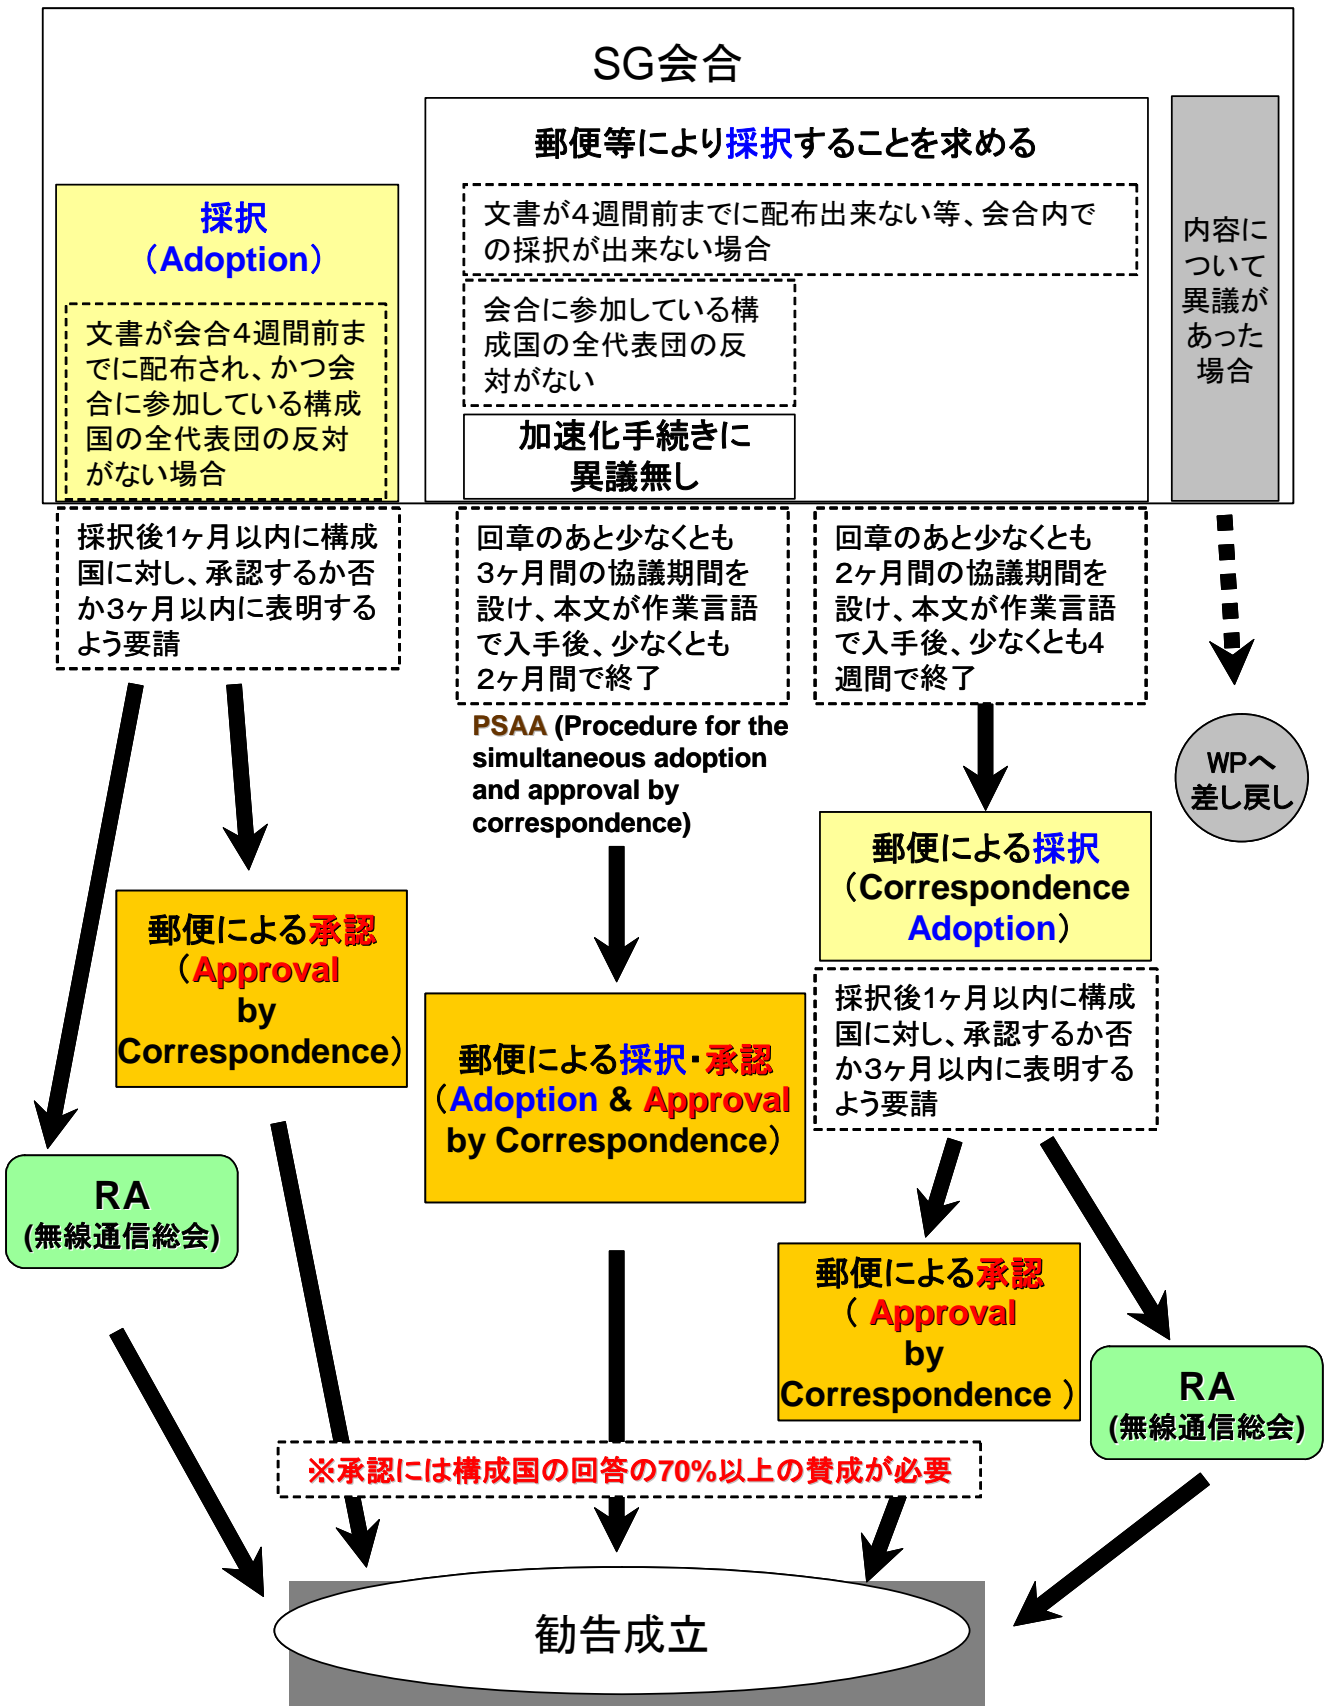 SG会合
採択
（Adoption）
文書が会合4週間前ま
でに配布され、かつ会
合に参加している構成
国の全代表団の反対
がない場合
郵便等により採択することを求める
文書が4週間前までに配布出来ない等、会合内で
の採択が出来ない場合
会合に参加している構
成国の全代表団の反
対がない
加速化手続きに
異議無し
内容に
ついて
異議が
あった
場合
採択後1ヶ月以内に構成
国に対し、承認するか否
か3ヶ月以内に表明する
よう要請
回章のあと少なくとも
3ヶ月間の協議期間を
設け、本文が作業言語
で入手後、少なくとも
2ヶ月間で終了
回章のあと少なくとも
2ヶ月間の協議期間を
設け、本文が作業言語
で入手後、少なくとも4
週間で終了
PSAA (Procedure for the
simultaneous adoption
and approval by
correspondence)
WPへ
差し戻し
郵便による採択
（Correspondence
Adoption）
郵便による承認
（Approval
by
Correspondence）
郵便による採択・承認
（Adoption & Approval
by Correspondence）
採択後1ヶ月以内に構成
国に対し、承認するか否
か3ヶ月以内に表明する
よう要請
RA
(無線通信総会)
郵便による承認
（ Approval
by
Correspondence ）
RA
(無線通信総会)
※承認には構成国の回答の70%以上の賛成が必要
勧告成立